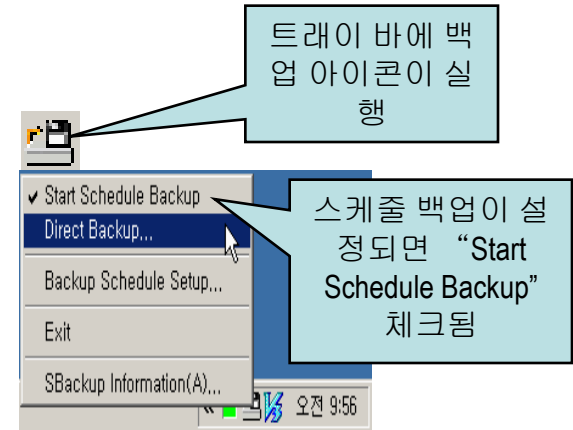 트래이 바에 백
업 아이콘이 실
행
Start Schedule Backup
Direct Backup...
Backup Schedule Setup...
Exit
SBackup Information(A)...
스케줄 백업이 설
정되면 “Start
Schedule Backup”
체크됨
«
V3
오전 9:56